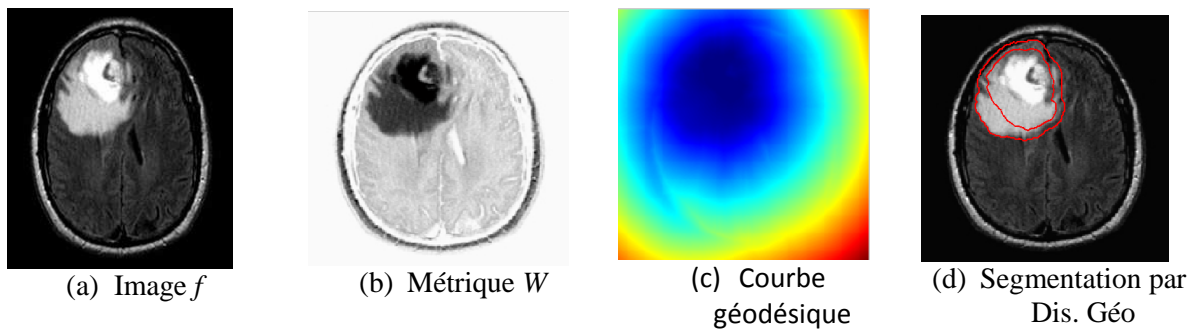 (a) Image f
(b) Métrique W
(c) Courbe
géodésique
(d) Segmentation par
Dis. Géo